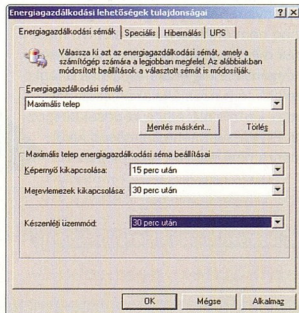 Energiagazdálkodási lehetőségek tulajdonságai
Energiagazdálkodási sémák Speciális Hibernálás UPS
Válassza ki azt az energiagazdálkodási sémát, amely a
számítógép számára a legjobban megfelel. Az alábbiakban
módosított beállítások a választott sémát is módosítják.
Energiagazdálkodási sémák
Maximális telep
Mentés másként... Törlés
Maximális telep energiagazdálkodási séma beállításai
Képernyő kikapcsolása: 15 perc után
Merevlemezek kikapcsolása: 30 perc után
Készenléti üzemmód: 30 perc után
OK Mégse Alkalmaz